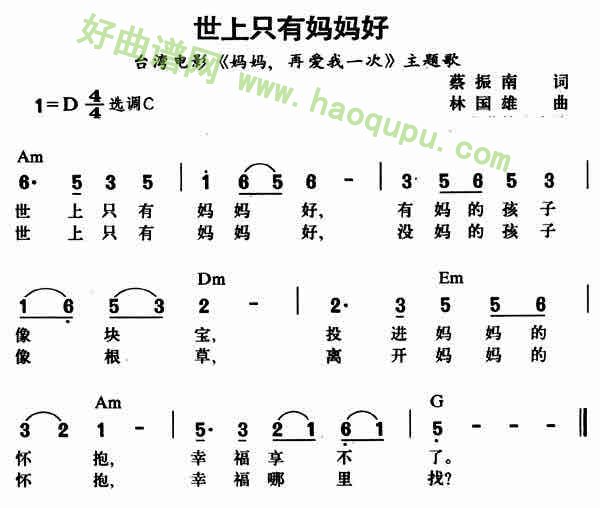 世上只有妈妈好
台湾电影《妈妈，再爱我一次》主题歌
好曲谱网
www.haoqupu.com
蔡振南 词
1=D 4/4 选调C
林国雄 曲
Am
6· 5 3 5 | i 6 5 6 - | 3· 5 6 5 3 |
世 上 只 有 妈 妈 好， 有 妈 的 孩 子
世 上 只 有 妈 妈 好， 没 妈 的 孩 子
Dm Em
1 6 5 3 2 - | 2· 3 5 5 6 |
像 块 宝， 投 进 妈 妈 的
像 根 草， 离 开 妈 妈 的
Am G
3 2 1 - | 5· 3 2 1 6 1 | 5 - - - ‖
怀 抱， 幸 福 享 不 了。
怀 抱， 幸 福 哪 里 找？